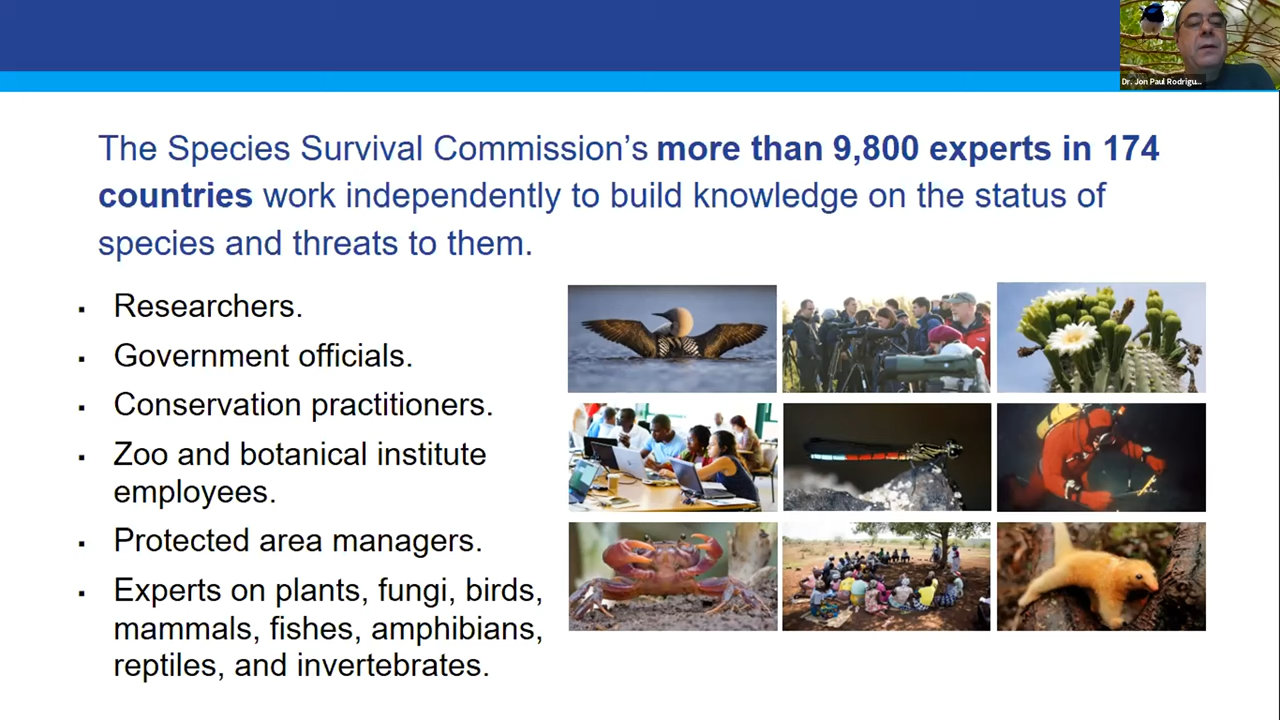 Dr. Jon Paul Rodrigu...
The Species Survival Commission's more than 9,800 experts in 174
countries work independently to build knowledge on the status of
species and threats to them.
▪ Researchers.
▪ Government officials.
▪ Conservation practitioners.
▪ Zoo and botanical institute
employees.
▪ Protected area managers.
▪ Experts on plants, fungi, birds,
mammals, fishes, amphibians,
reptiles, and invertebrates.